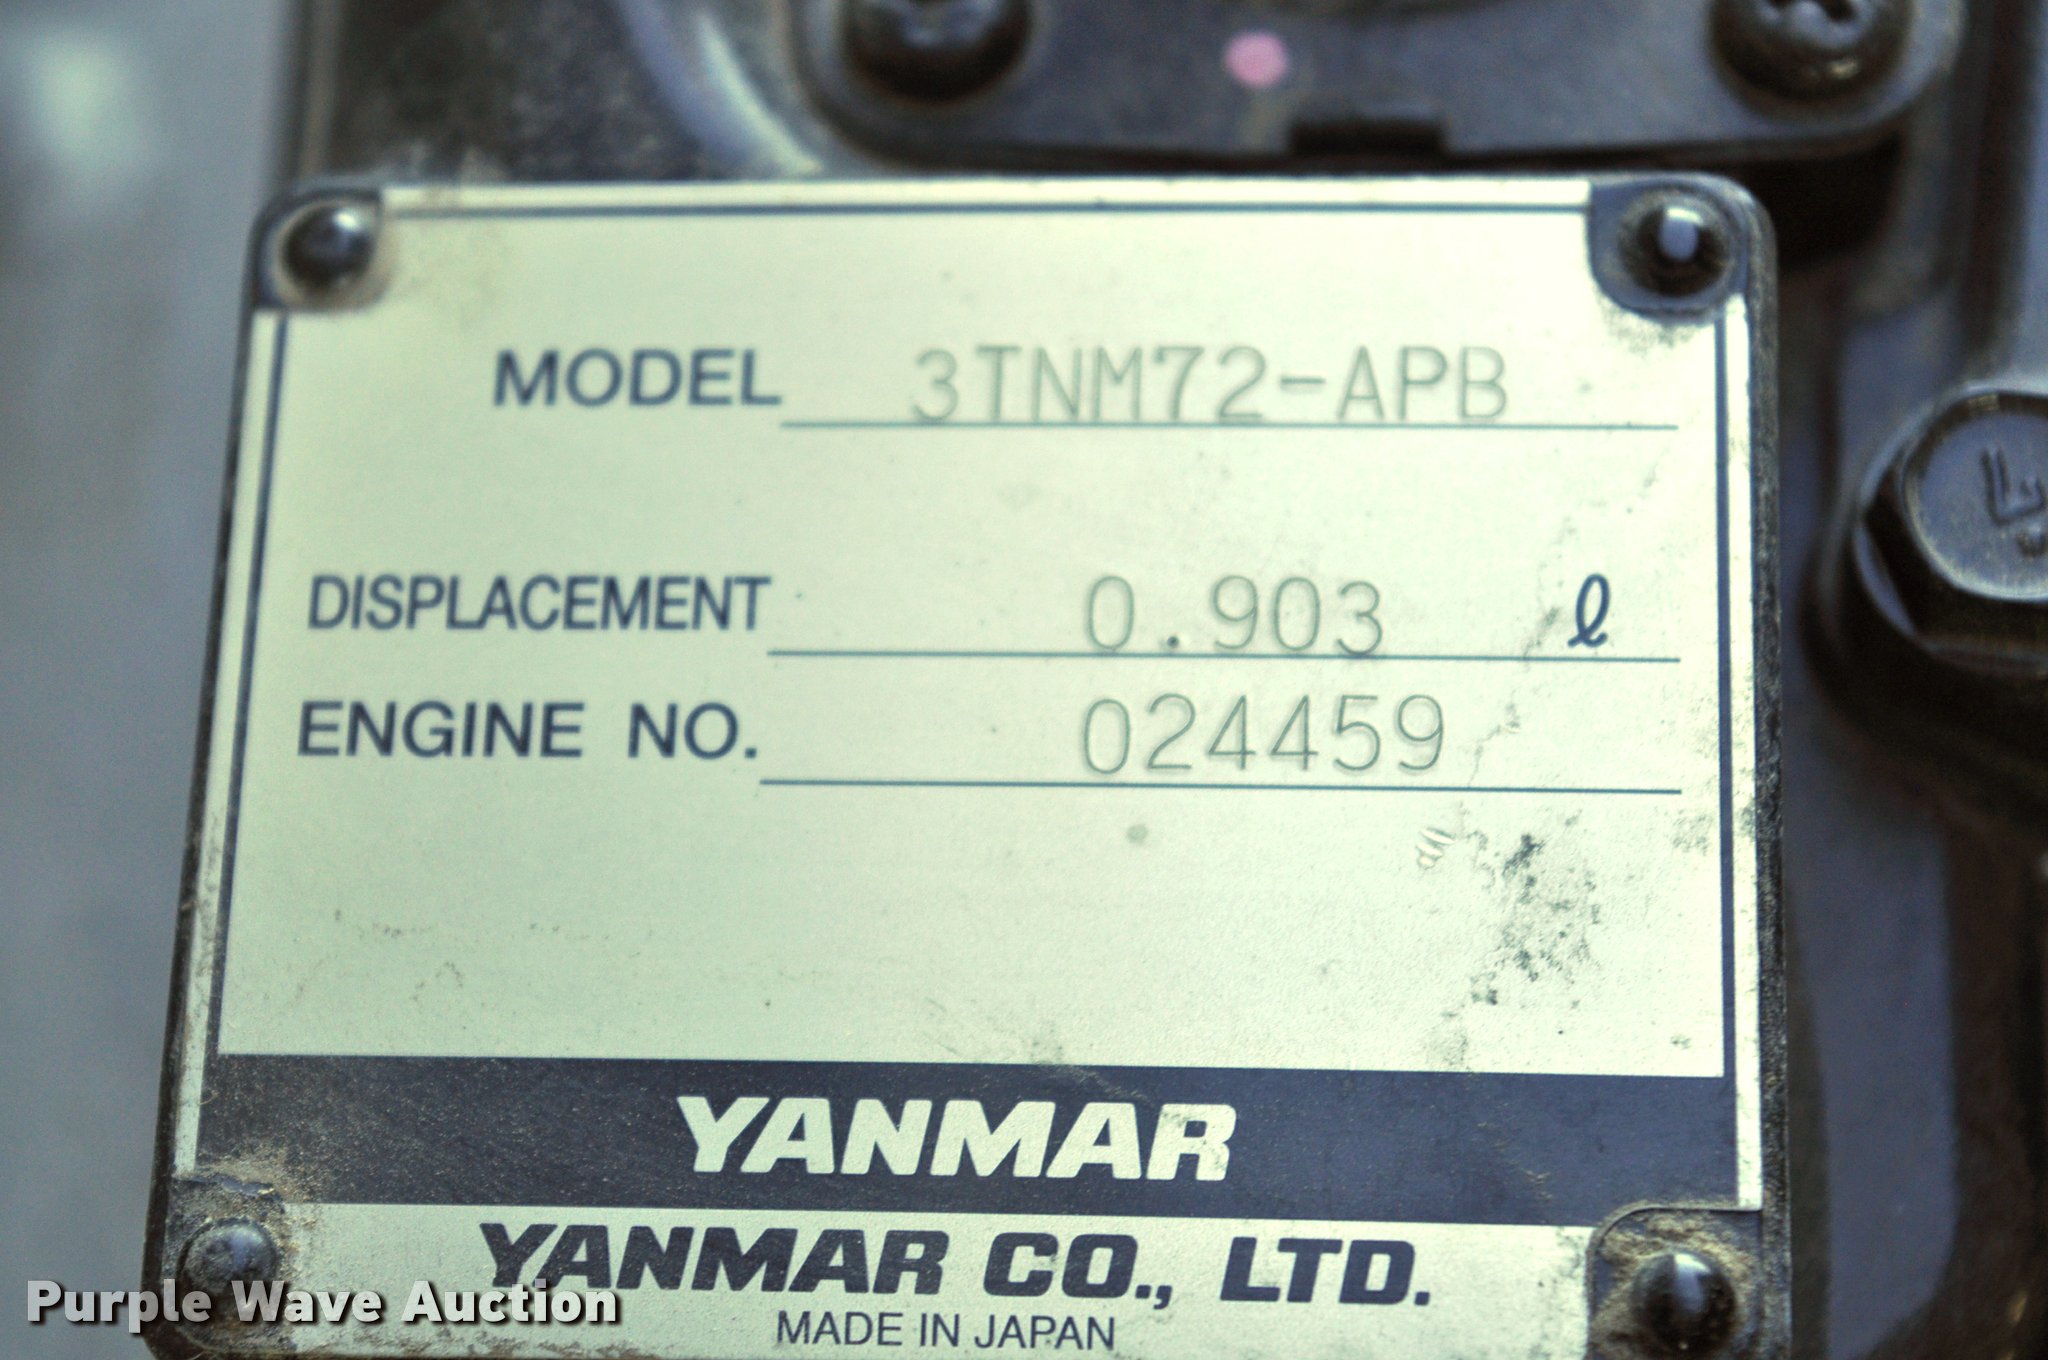 MODEL 3TNM72-APB
DISPLACEMENT 0.903 ℓ
ENGINE NO. 024459
YANMAR
YANMAR CO., LTD.
MADE IN JAPAN
Purple Wave Auction